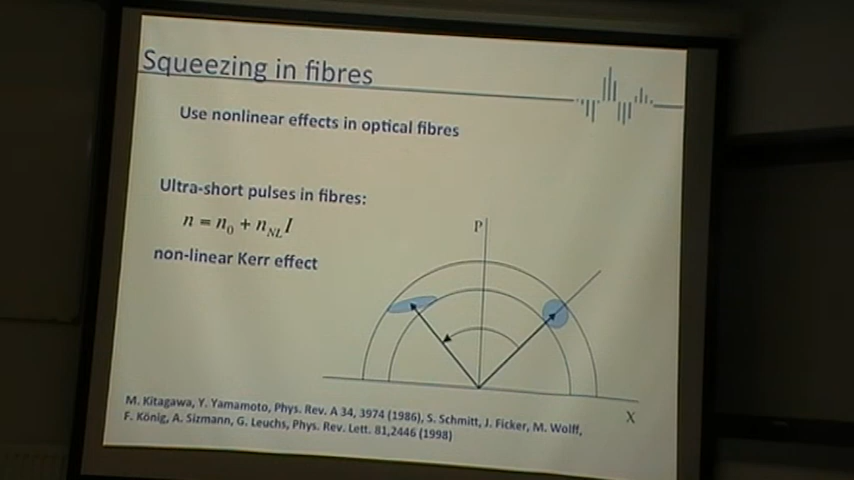 Squeezing in fibres
Use nonlinear effects in optical fibres
Ultra-short pulses in fibres:
n = n₀ + n_NL I
non-linear Kerr effect
P
X
M. Kitagawa, Y. Yamamoto, Phys. Rev. A 34, 3974 (1986), S. Schmitt, J. Ficker, M. Wolff,
F. König, A. Sizmann, G. Leuchs, Phys. Rev. Lett. 81,2446 (1998)